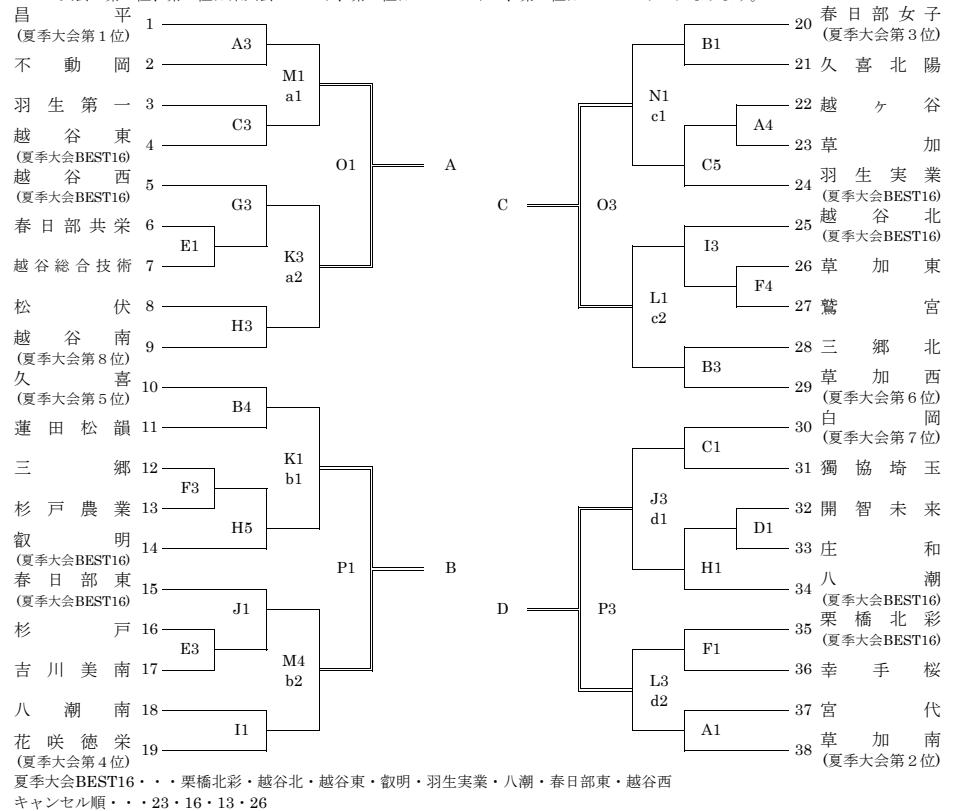 昌平 1
(夏季大会第1位)
A3
不動岡 2
M1
a1
羽生第一 3
C3
越谷東 4
(夏季大会BEST16)
O1
A
越谷西 5
(夏季大会BEST16)
G3
春日部共栄 6
E1
越谷総合技術 7
K3
a2
松伏 8
H3
越谷南 9
(夏季大会第8位)
久喜 10
(夏季大会第5位)
B4
蓮田松韻 11
K1
b1
三郷 12
F3
杉戸農業 13
H5
叡明 14
(夏季大会BEST16)
P1
B
春日部東 15
(夏季大会BEST16)
J1
杉戸 16
E3
吉川美南 17
M4
b2
八潮南 18
I1
花咲徳栄 19
(夏季大会第4位)
20 春日部女子
(夏季大会第3位)
B1
21 久喜北陽
N1
c1
22 越ヶ谷
A4
23 草加
C5
24 羽生実業
(夏季大会BEST16)
C
O3
25 越谷北
(夏季大会BEST16)
I3
26 草加東
F4
27 鷲宮
L1
c2
28 三郷北
B3
29 草加西
(夏季大会第6位)
30 白岡
(夏季大会第7位)
C1
31 獨協埼玉
J3
d1
32 開智未来
D1
33 庄和
H1
34 八潮
(夏季大会BEST16)
D
P3
35 栗橋北彩
(夏季大会BEST16)
F1
36 幸手桜
L3
d2
37 宮代
A1
38 草加南
(夏季大会第2位)
夏季大会BEST16・・・栗橋北彩・越谷北・越谷東・叡明・羽生実業・八潮・春日部東・越谷西
キャンセル順・・・23・16・13・26